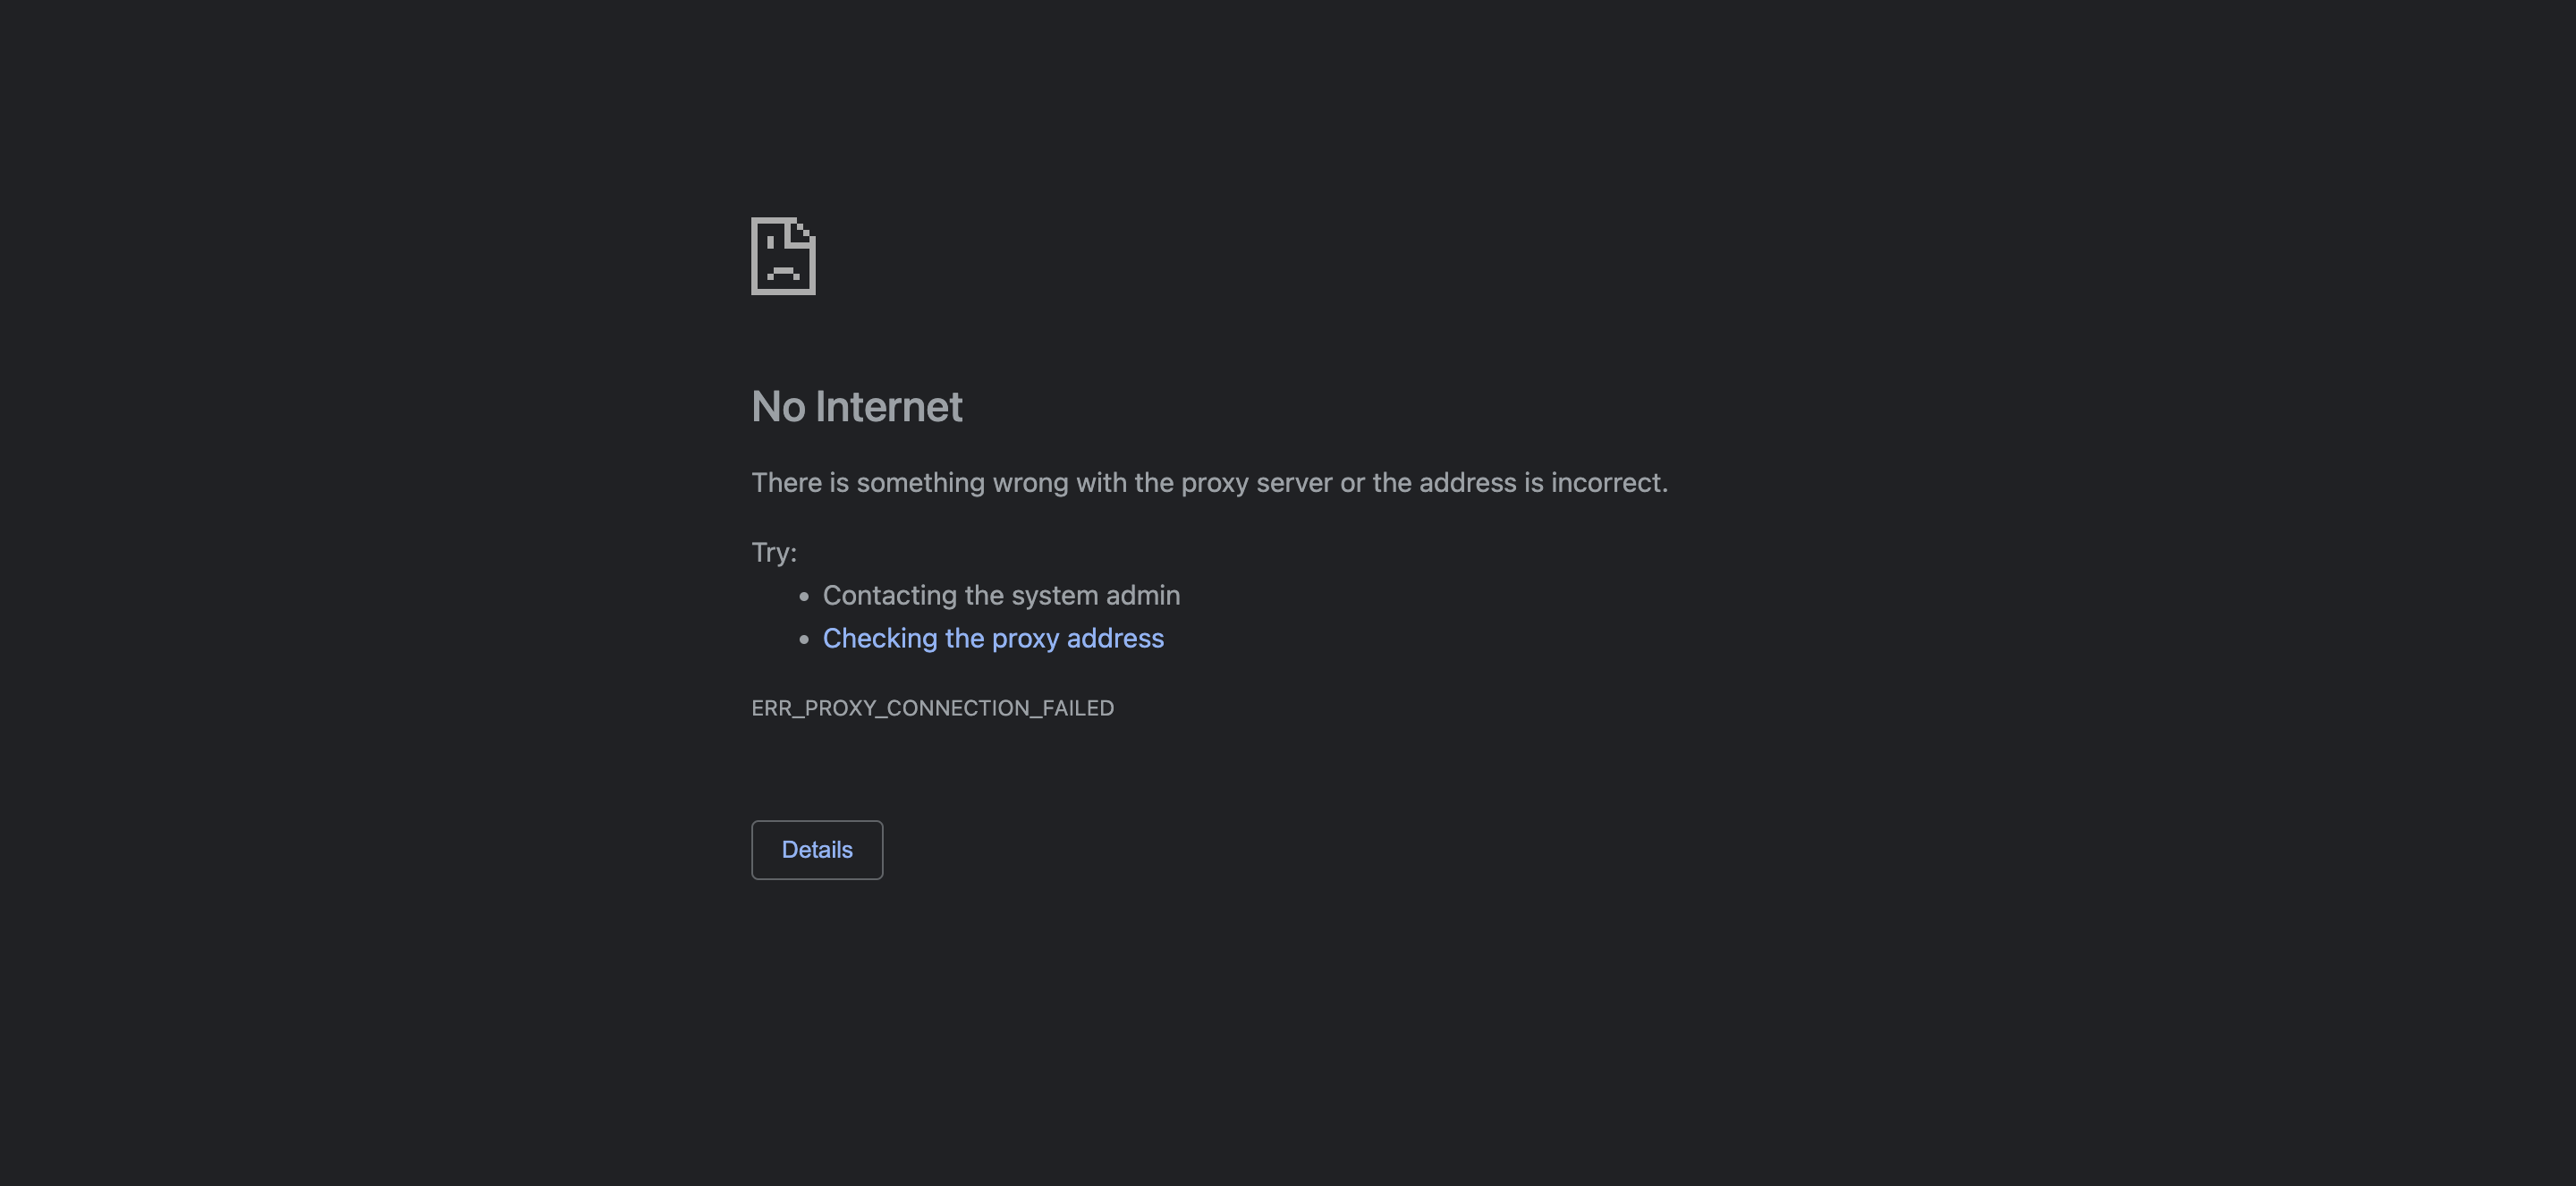 No Internet
There is something wrong with the proxy server or the address is incorrect.
Try:
• Contacting the system admin
• Checking the proxy address
ERR_PROXY_CONNECTION_FAILED
Details